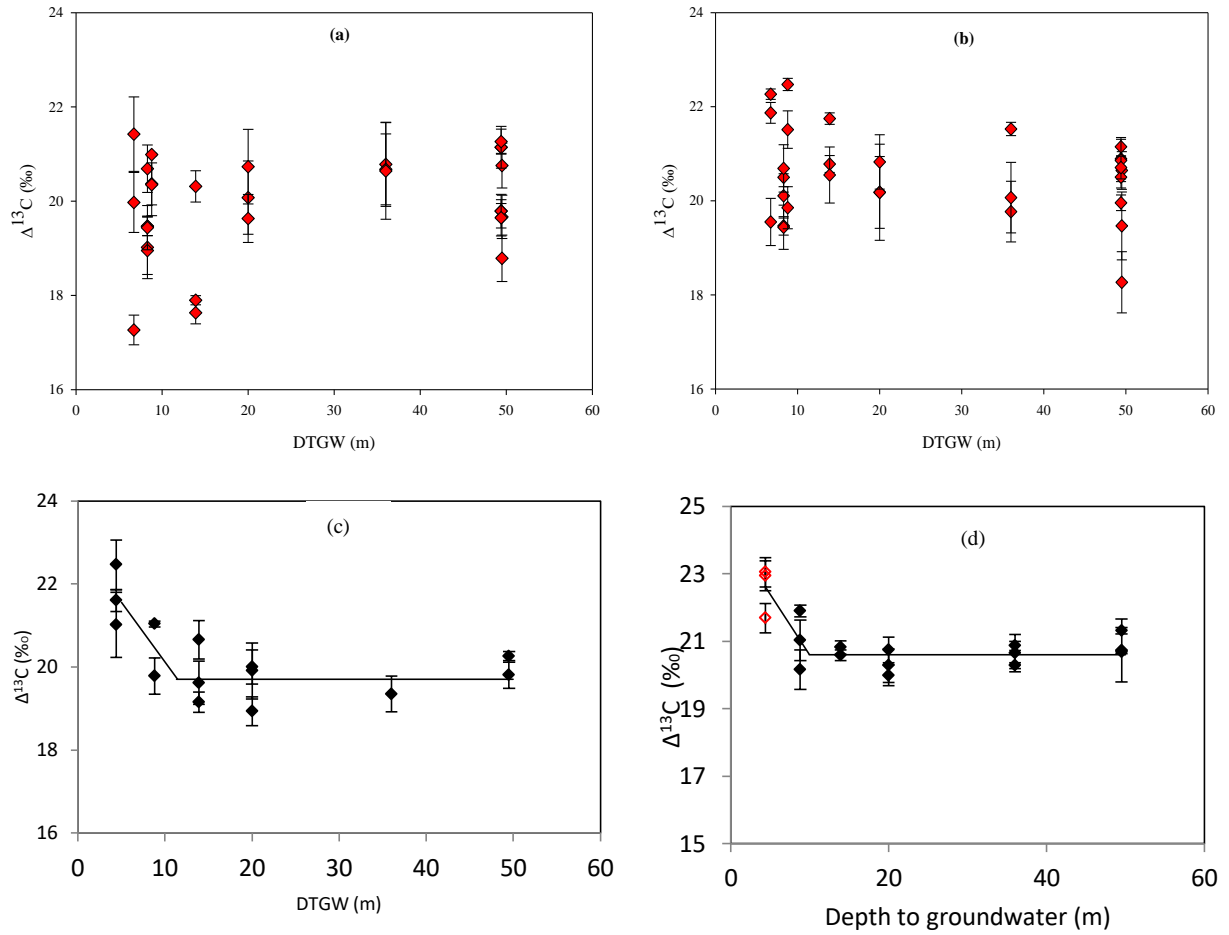 (a)
24
22
20
18
16
Δ¹³C (‰)
0 10 20 30 40 50 60
DTGW (m)
(b)
24
22
20
18
16
Δ¹³C (‰)
0 10 20 30 40 50 60
DTGW (m)
(c)
24
22
20
18
16
Δ¹³C (‰)
0 10 20 30 40 50 60
DTGW (m)
(d)
25
23
21
19
17
15
Δ¹³C (‰)
0 20 40 60
Depth to groundwater (m)